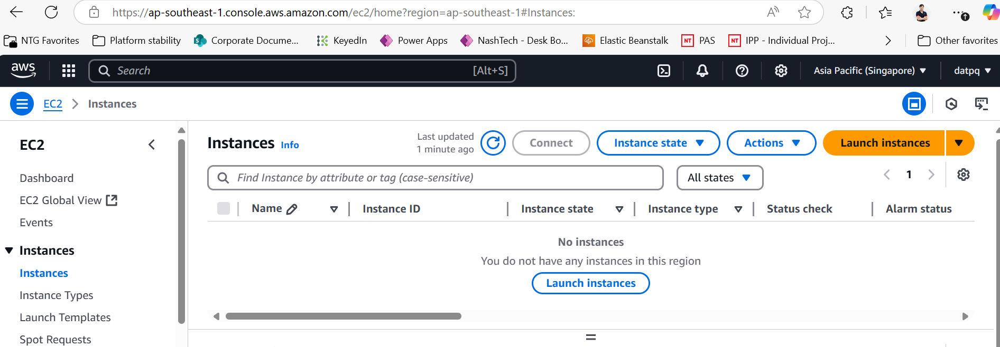 https://ap-southeast-1.console.aws.amazon.com/ec2/home?region=ap-southeast-1#Instances:
NTG Favorites Platform stability Corporate Docume... KeyedIn Power Apps NashTech - Desk Bo... Elastic Beanstalk NT PAS NT IPP - Individual Proj... Other favorites
aws Search [Alt+S] Asia Pacific (Singapore) datpq
EC2 Instances
EC2
Dashboard
EC2 Global View
Events
Instances
Instances
Instance Types
Launch Templates
Spot Requests
Instances Info
Last updated
1 minute ago
Connect Instance state Actions Launch instances
Find Instance by attribute or tag (case-sensitive) All states 1
Name Instance ID Instance state Instance type Status check Alarm status
No instances
You do not have any instances in this region
Launch instances